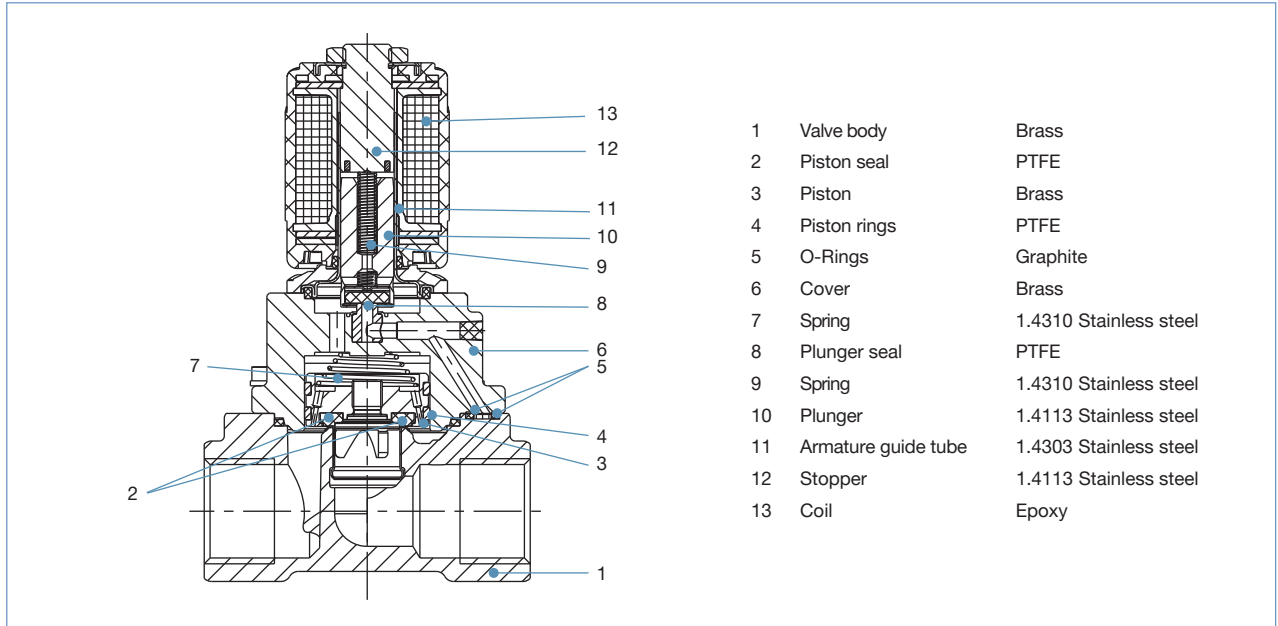 13
12
11
10
9
8
7
6
5
4
3
2
1
1 Valve body Brass
2 Piston seal PTFE
3 Piston Brass
4 Piston rings PTFE
5 O-Rings Graphite
6 Cover Brass
7 Spring 1.4310 Stainless steel
8 Plunger seal PTFE
9 Spring 1.4310 Stainless steel
10 Plunger 1.4113 Stainless steel
11 Armature guide tube 1.4303 Stainless steel
12 Stopper 1.4113 Stainless steel
13 Coil Epoxy